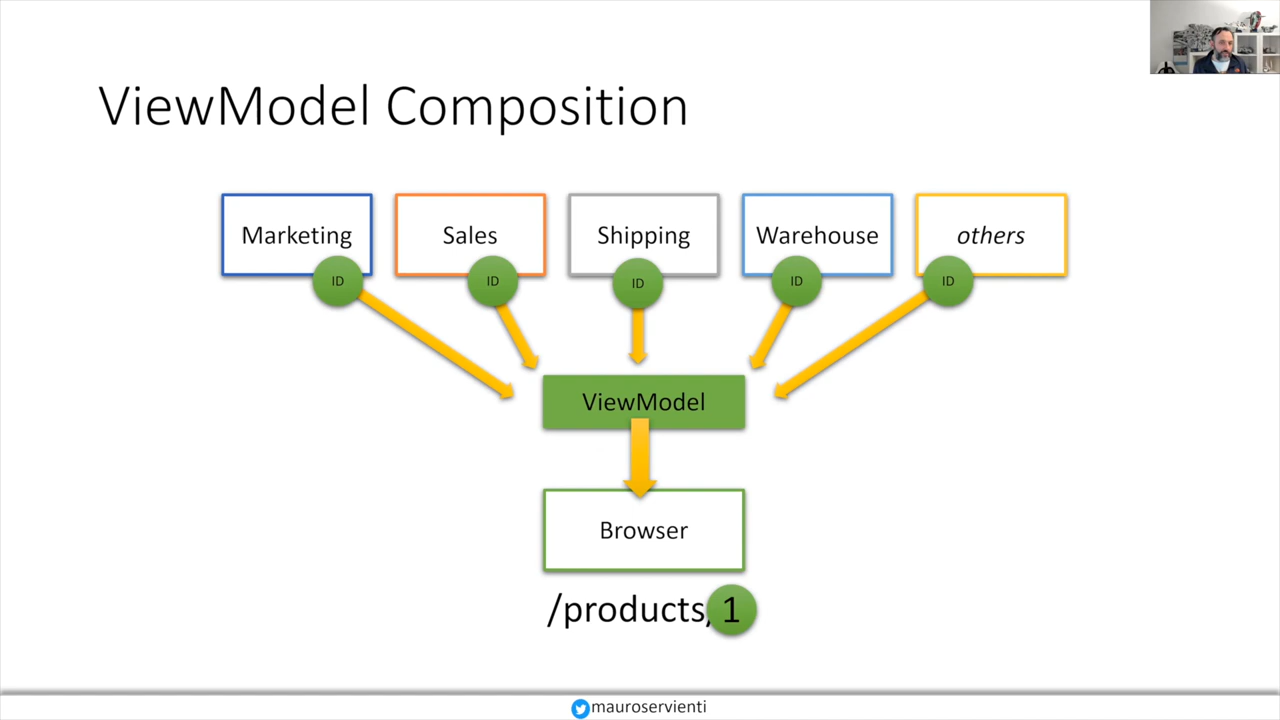 ViewModel Composition
Marketing
Sales
Shipping
Warehouse
others
ID
ID
ID
ID
ID
ViewModel
Browser
/products/1
mauroservienti